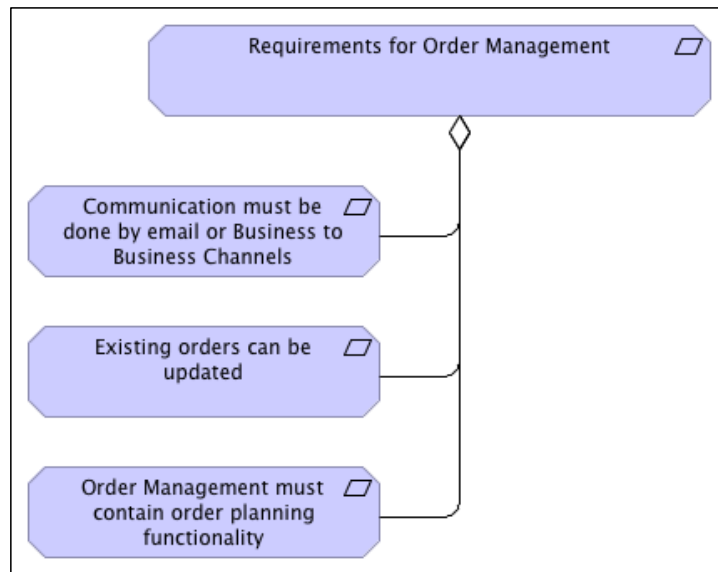 Requirements for Order Management
Communication must be
done by email or Business to
Business Channels
Existing orders can be
updated
Order Management must
contain order planning
functionality